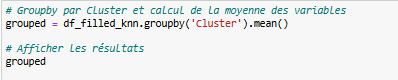 # Groupby par Cluster et calcul de la moyenne des variables
grouped = df_filled_knn.groupby('Cluster').mean()
# Afficher les résultats
grouped